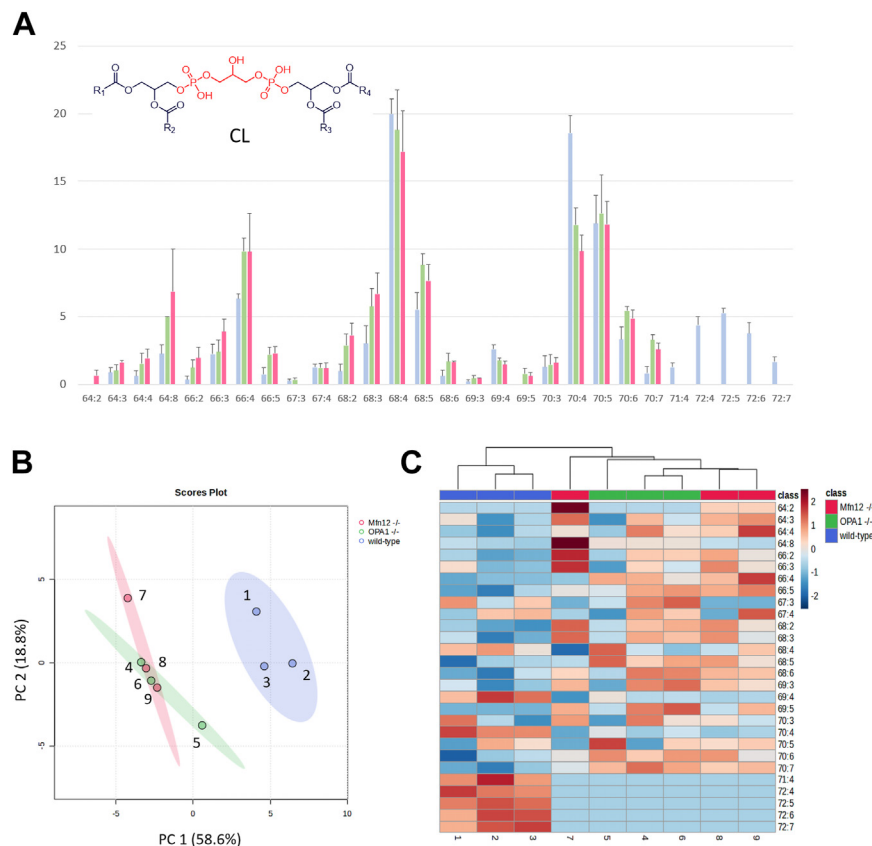 A
25
20
15
10
5
0
O
R1
O
O
O
R2
O
P
OH
O
OH
O
OH
P
O
O
O
O
R4
O
O
R3
CL
64:2 64:3 64:4 64:8 66:2 66:3 66:4 66:5 67:3 67:4 68:2 68:3 68:4 68:5 68:6 69:3 69:4 69:5 70:3 70:4 70:5 70:6 70:7 71:4 72:4 72:5 72:6 72:7
B
Scores Plot
Mfn12 -/-
OPA1 -/-
wild-type
PC 2 (18.8%)
5
0
-5
7
4
8
6
9
5
1
3
2
-5 0 5 10
PC 1 (58.6%)
C
class
64:2
64:3
64:4
64:8
66:2
66:3
66:4
66:5
67:3
67:4
68:2
68:3
68:4
68:5
68:6
69:3
69:4
69:5
70:3
70:4
70:5
70:6
70:7
71:4
72:4
72:5
72:6
72:7
1 2 3 7 5 4 6 8 9
2
1
0
-1
-2
class
Mfn12 -/-
OPA1 -/-
wild-type